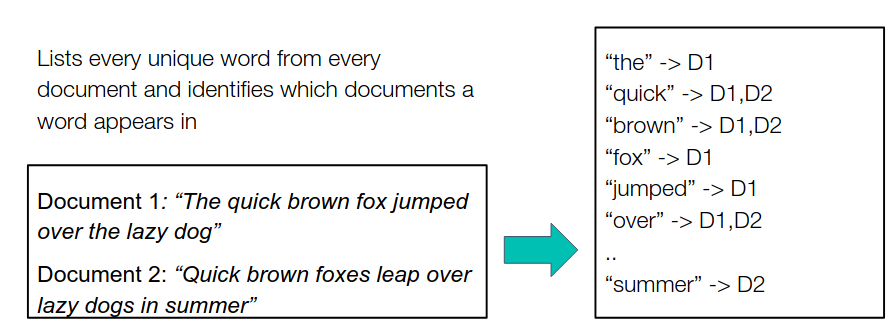 Lists every unique word from every
document and identifies which documents a
word appears in
Document 1: “The quick brown fox jumped
over the lazy dog”
Document 2: “Quick brown foxes leap over
lazy dogs in summer”
“the” -> D1
“quick” -> D1,D2
“brown” -> D1,D2
“fox” -> D1
“jumped” -> D1
“over” -> D1,D2
..
“summer” -> D2